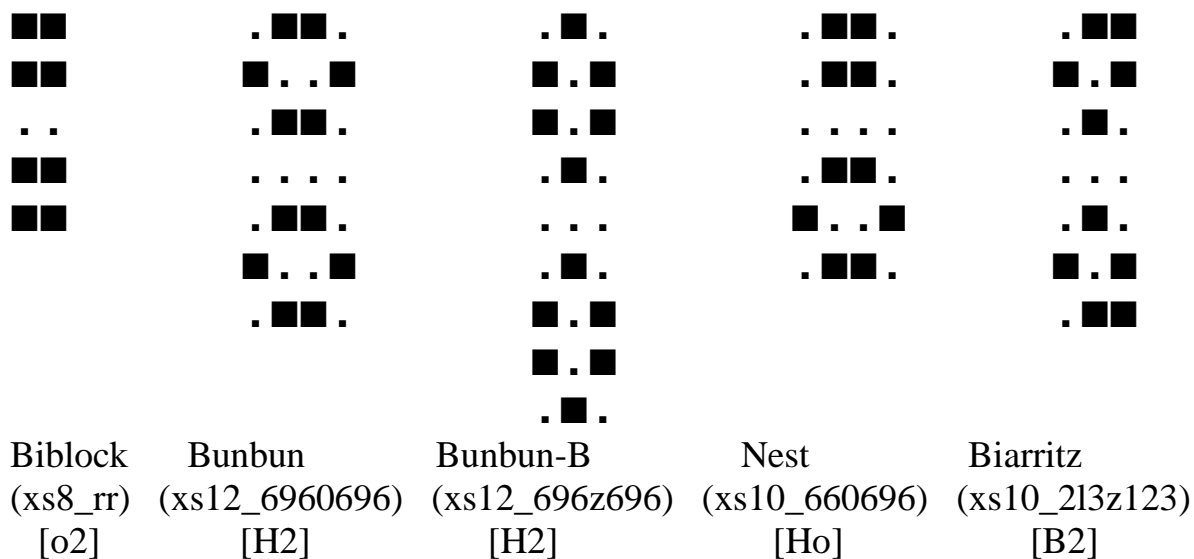 Biblock Bunbun Bunbun-B Nest Biarritz
(xs8_rr) (xs12_6960696) (xs12_696z696) (xs10_660696) (xs10_2l3z123)
[o2] [H2] [H2] [Ho] [B2]